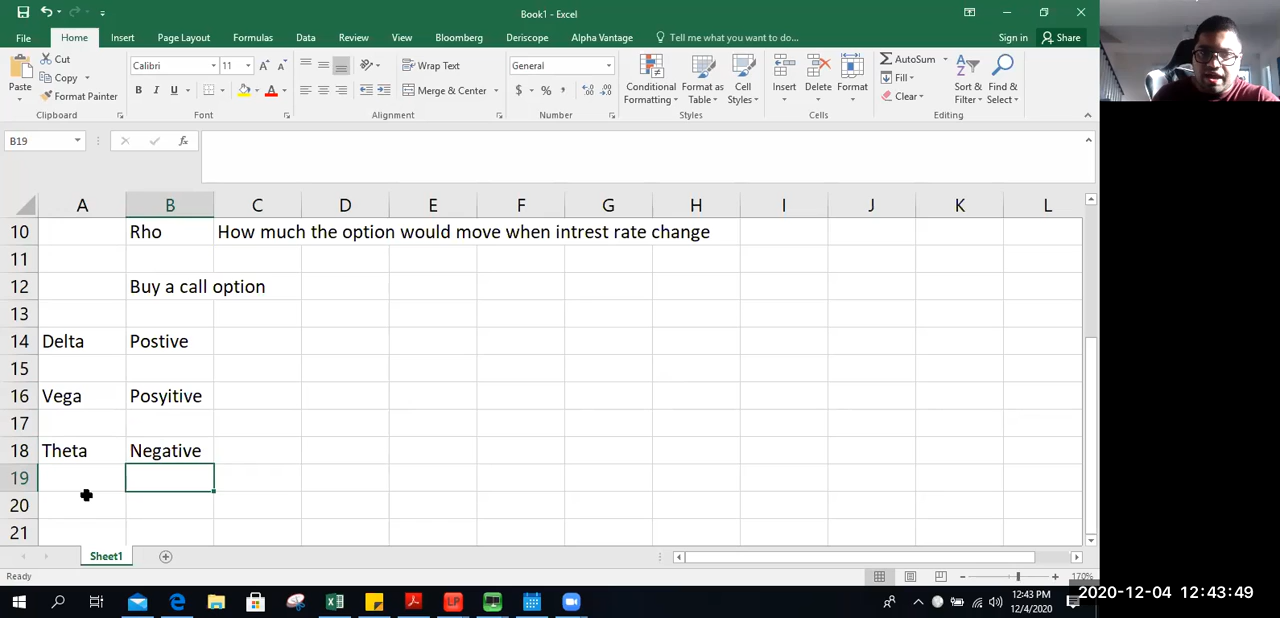 Book1 - Excel
File Home Insert Page Layout Formulas Data Review View Bloomberg Deriscope Alpha Vantage Tell me what you want to do... Sign in Share
Cut Calibri 11 Wrap Text General AutoSum
Copy Fill
Paste Format Painter B I U Merge & Center $ % Conditional Formatting Format as Table Cell Styles Insert Delete Format Clear Sort & Filter Find & Select
Clipboard Font Alignment Number Styles Cells Editing
B19 fx
A B C D E F G H I J K L
10 Rho How much the option would move when intrest rate change
11
12 Buy a call option
13
14 Delta Postive
15
16 Vega Posyitive
17
18 Theta Negative
19
20
21
Sheet1
Ready 170%
12:43 PM
12/4/2020
2020-12-04 12:43:49